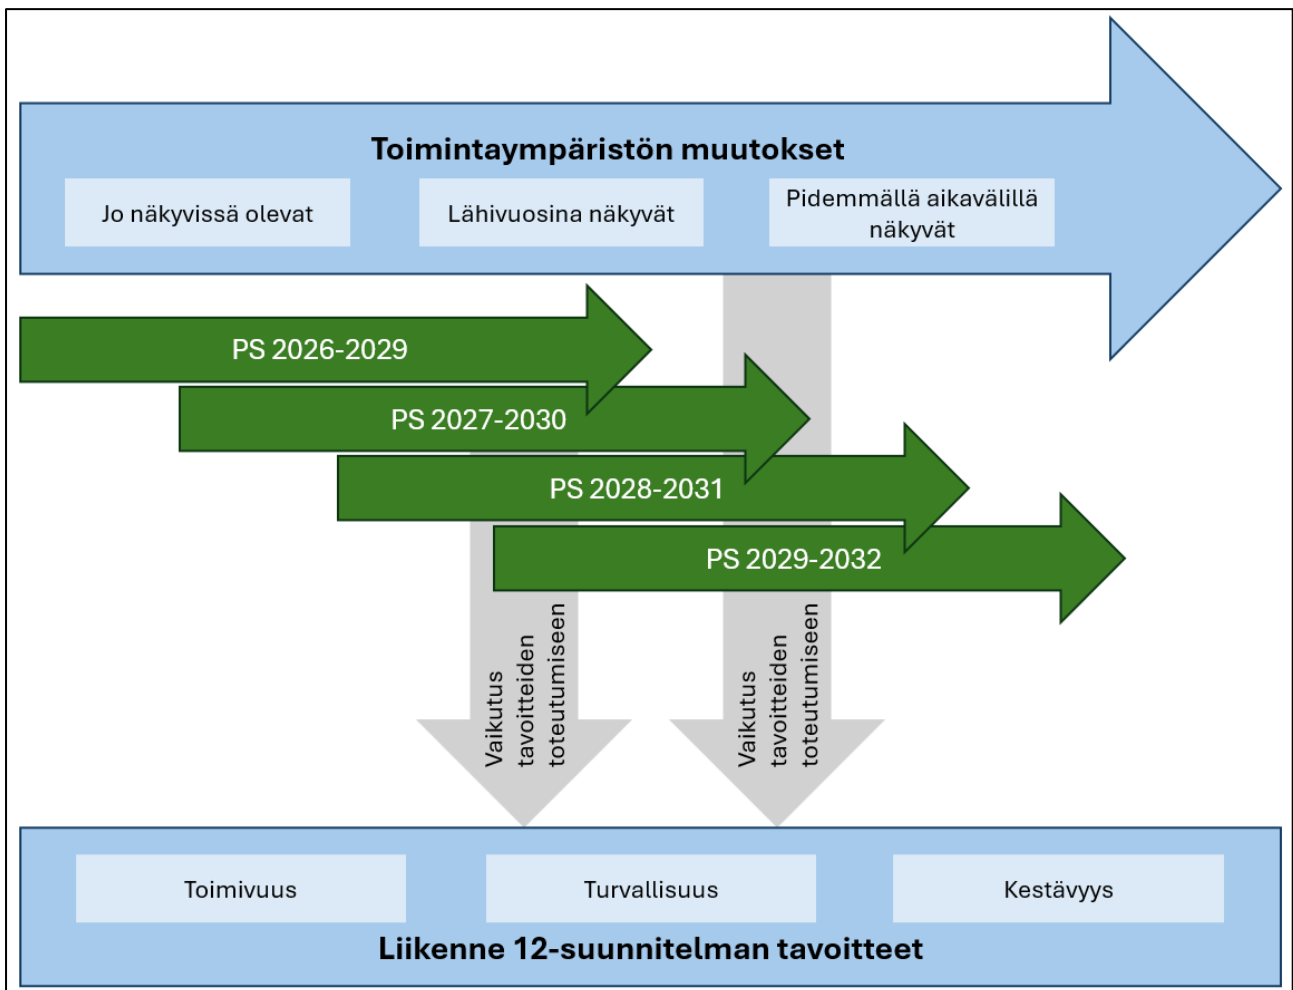 Toimintaympäristön muutokset
Jo näkyvissä olevat
Lähivuosina näkyvät
Pidemmällä aikavälillä
näkyvät
PS 2026-2029
PS 2027-2030
PS 2028-2031
PS 2029-2032
Vaikutus
tavoitteiden
toteutumiseen
Vaikutus
tavoitteiden
toteutumiseen
Toimivuus
Turvallisuus
Kestävyys
Liikenne 12-suunnitelman tavoitteet